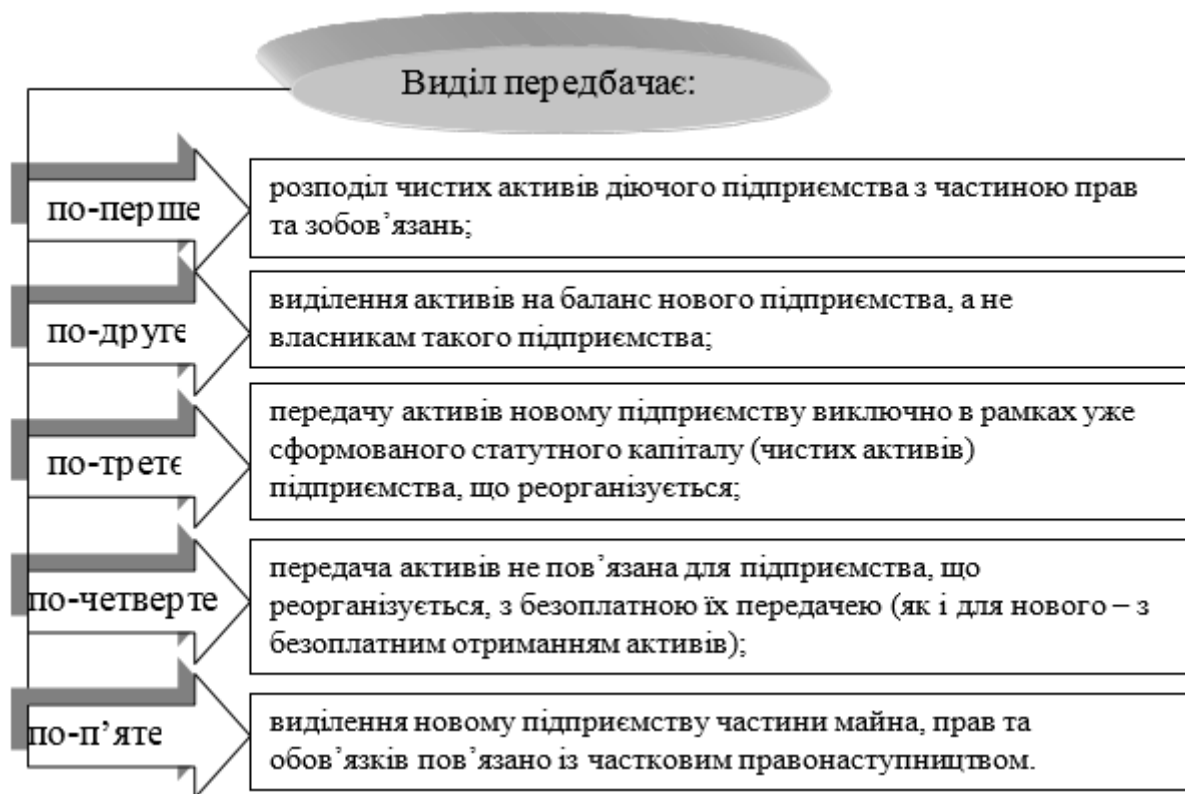 Виділ передбачає:
по-перше
розподіл чистих активів діючого підприємства з частиною прав
та зобов’язань;
по-друге
виділення активів на баланс нового підприємства, а не
власникам такого підприємства;
по-третє
передачу активів новому підприємству виключно в рамках уже
сформованого статутного капіталу (чистих активів)
підприємства, що реорганізується;
по-четверте
передача активів не пов’язана для підприємства, що
реорганізується, з безоплатною їх передачею (як і для нового – з
безоплатним отриманням активів);
по-п’яте
виділення новому підприємству частини майна, прав та
обов’язків пов’язано із частковим правонаступництвом.